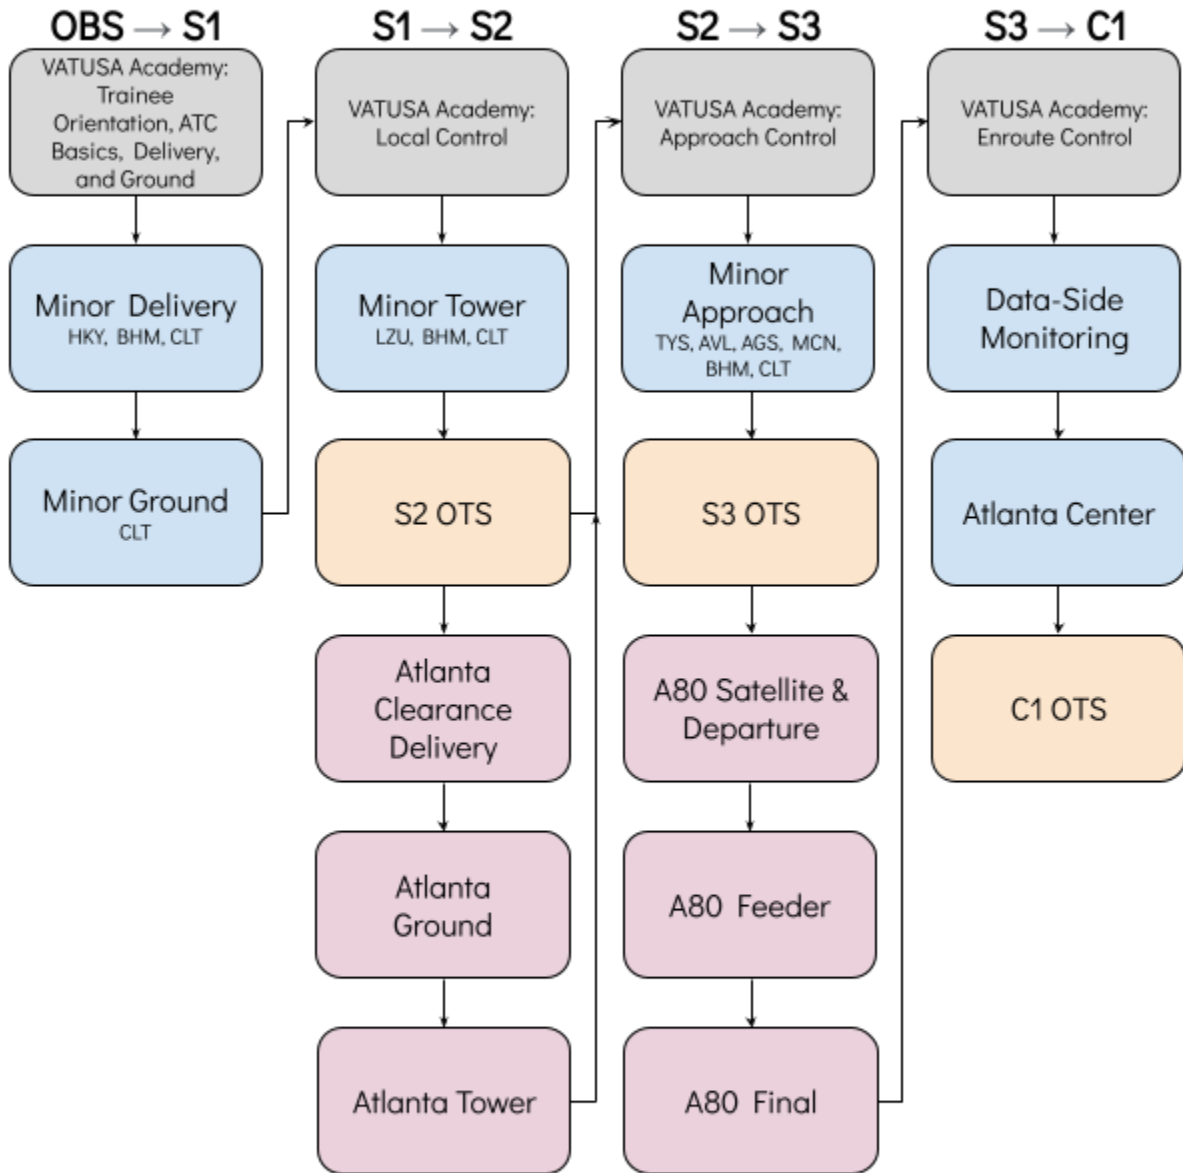 OBS → S1
VATUSA Academy:
Trainee
Orientation, ATC
Basics, Delivery,
and Ground
Minor Delivery
HKY, BHM, CLT
Minor Ground
CLT
S1 → S2
VATUSA Academy:
Local Control
Minor Tower
LZU, BHM, CLT
S2 OTS
Atlanta
Clearance
Delivery
Atlanta
Ground
Atlanta Tower
S2 → S3
VATUSA Academy:
Approach Control
Minor
Approach
TYS, AVL, AGS, MCN,
BHM, CLT
S3 OTS
A80 Satellite &
Departure
A80 Feeder
A80 Final
S3 → C1
VATUSA Academy:
Enroute Control
Data-Side
Monitoring
Atlanta Center
C1 OTS